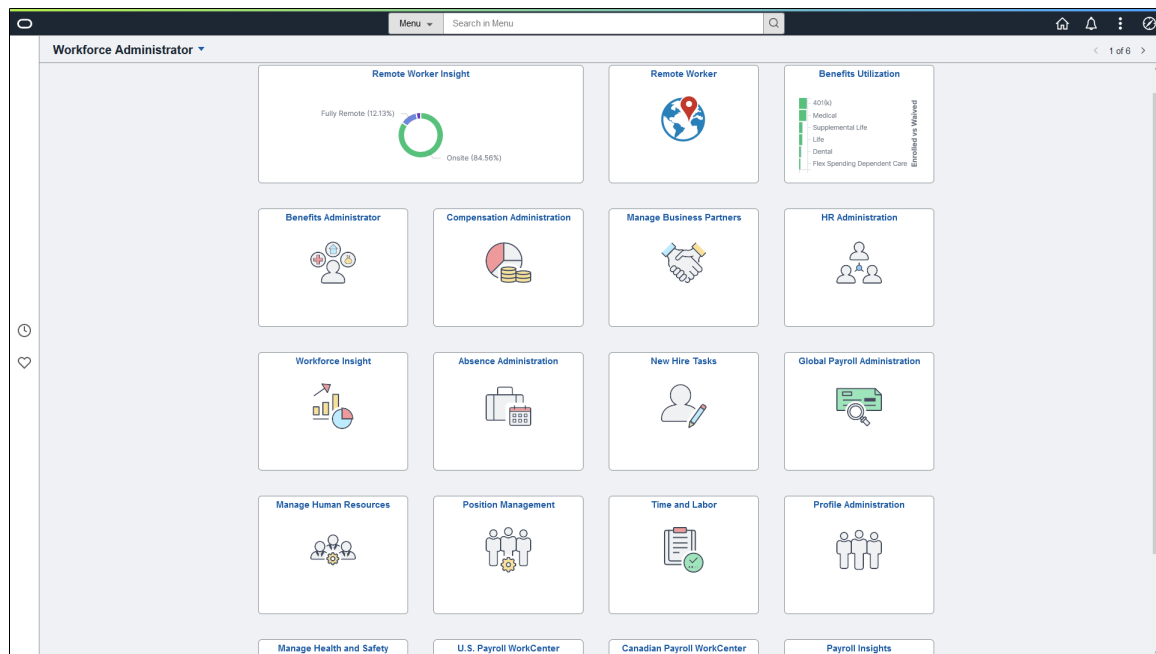 Menu
Search in Menu
Workforce Administrator
1 of 6
Remote Worker Insight
Fully Remote (12.13%)
Onsite (84.56%)
Remote Worker
Benefits Utilization
401(k)
Medical
Supplemental Life
Life
Dental
Flex Spending Dependent Care
Enrolled vs Waived
Benefits Administrator
Compensation Administration
Manage Business Partners
HR Administration
Workforce Insight
Absence Administration
New Hire Tasks
Global Payroll Administration
Manage Human Resources
Position Management
Time and Labor
Profile Administration
Manage Health and Safety
U.S. Payroll WorkCenter
Canadian Payroll WorkCenter
Payroll Insights